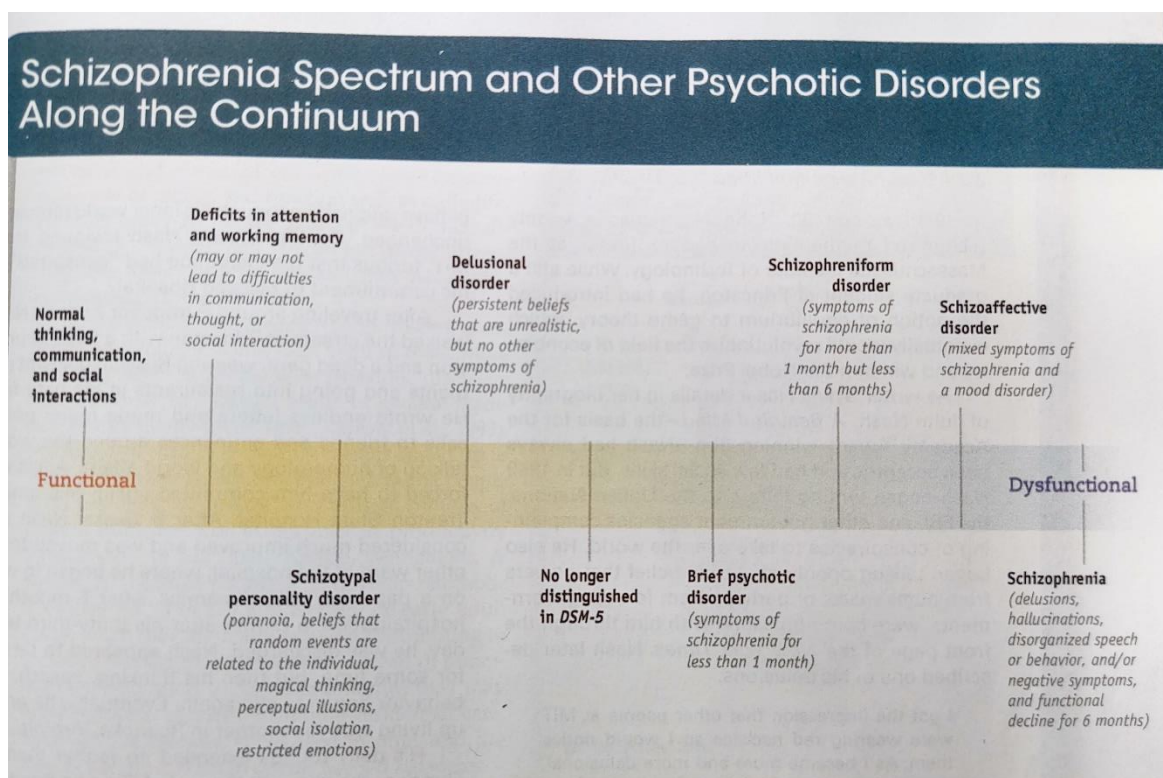 Schizophrenia Spectrum and Other Psychotic Disorders
Along the Continuum
Normal
thinking,
communication,
and social
interactions
Deficits in attention
and working memory
(may or may not
lead to difficulties
in communication,
thought, or
social interaction)
Delusional
disorder
(persistent beliefs
that are unrealistic,
but no other
symptoms of
schizophrenia)
Schizophreniform
disorder
(symptoms of
schizophrenia
for more than
1 month but less
than 6 months)
Schizoaffective
disorder
(mixed symptoms of
schizophrenia and
a mood disorder)
Functional
Dysfunctional
Schizotypal
personality disorder
(paranoia, beliefs that
random events are
related to the individual,
magical thinking,
perceptual illusions,
social isolation,
restricted emotions)
No longer
distinguished
in DSM-5
Brief psychotic
disorder
(symptoms of
schizophrenia for
less than 1 month)
Schizophrenia
(delusions,
hallucinations,
disorganized speech
or behavior, and/or
negative symptoms,
and functional
decline for 6 months)